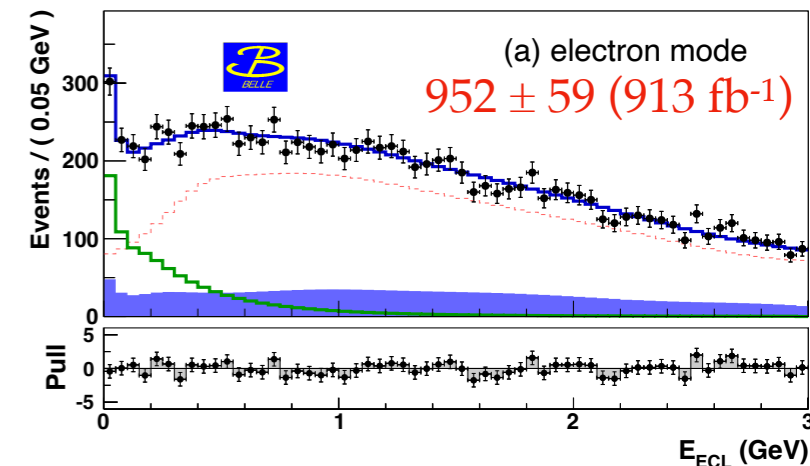 (a) electron mode
952 ± 59 (913 fb-1)
B
BELLE
Events / ( 0.05 GeV )
300
200
100
0
Pull
5
0
-5
0
1
2
3
E_ECL (GeV)